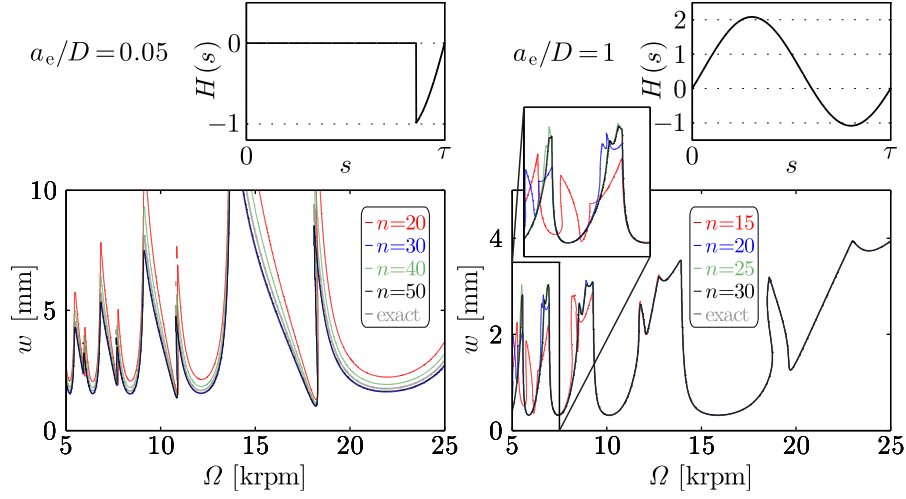 a_e/D = 0.05
H(s)
0
−1
0
s
τ
a_e/D = 1
H(s)
2
1
0
−1
0
s
τ
w [mm]
10
5
0
n=20
n=30
n=40
n=50
exact
5
10
15
20
25
Ω [krpm]
w [mm]
4
2
0
n=15
n=20
n=25
n=30
exact
5
10
15
20
25
Ω [krpm]